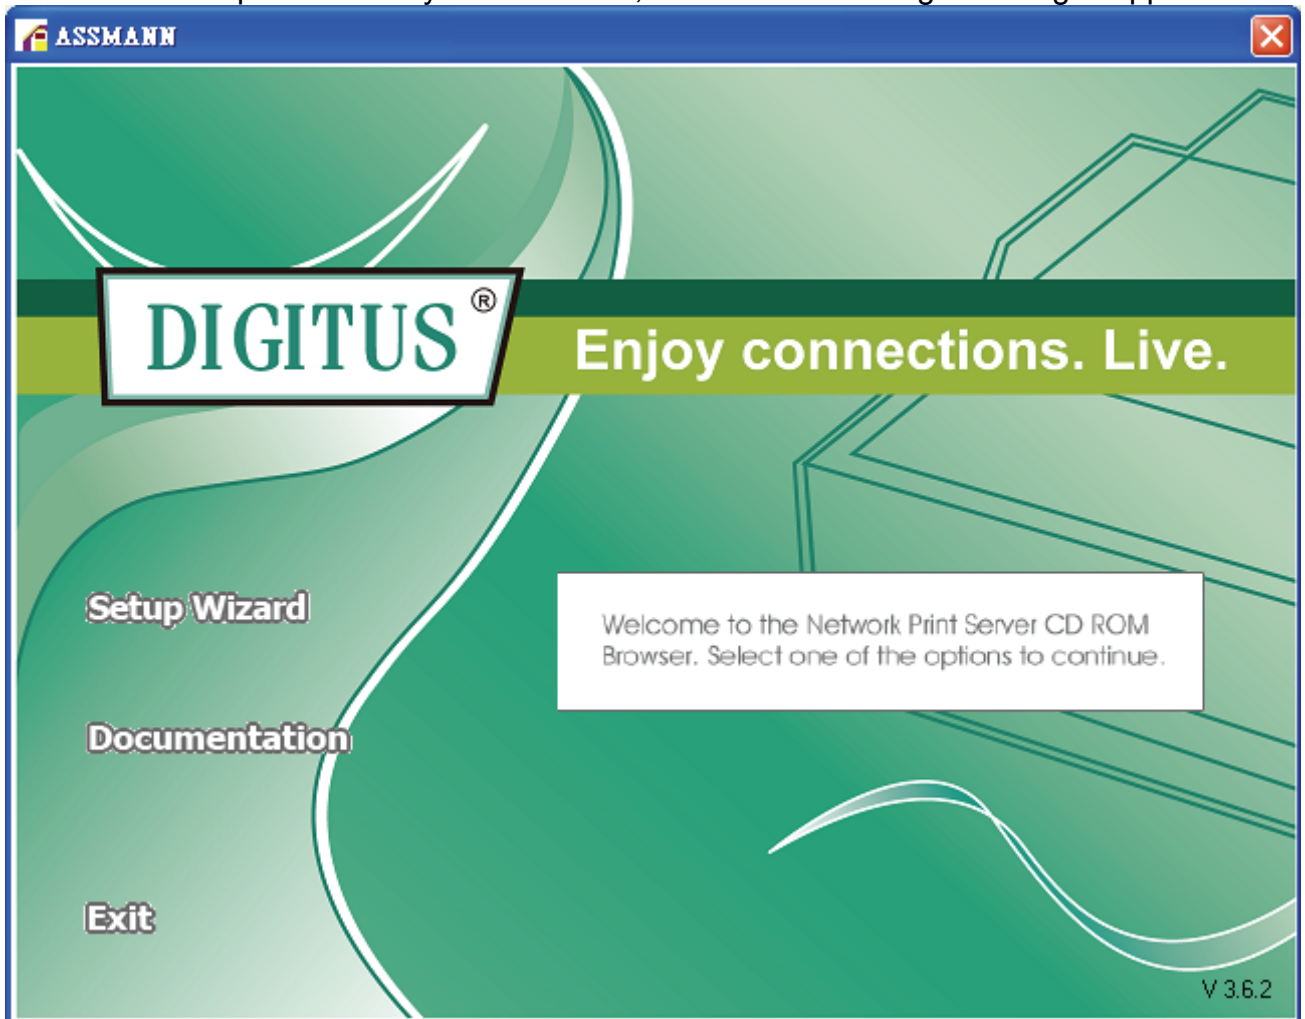 ASSMANN
DIGITUS®
Enjoy connections. Live.
Setup Wizard
Welcome to the Network Print Server CD ROM
Browser. Select one of the options to continue.
Documentation
Exit
V 3.6.2